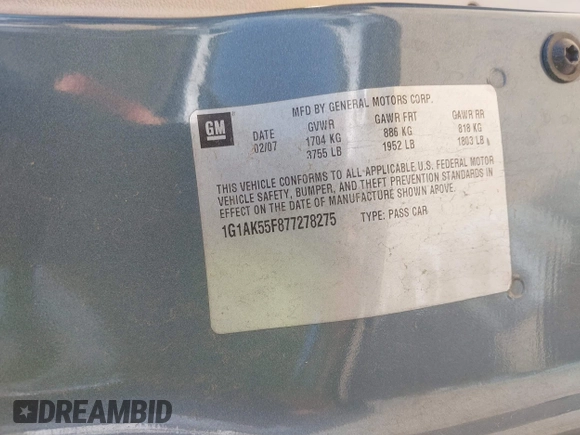 MFD BY GENERAL MOTORS CORP.
GM
DATE GVWR GAWR FRT GAWR RR
02/07 1704 KG 886 KG 818 KG
3755 LB 1952 LB 1803 LB
THIS VEHICLE CONFORMS TO ALL APPLICABLE U.S. FEDERAL MOTOR
VEHICLE SAFETY, BUMPER, AND THEFT PREVENTION STANDARDS IN
EFFECT ON THE DATE OF MANUFACTURE SHOWN ABOVE.
1G1AK55F877278275 TYPE: PASS CAR
DREAMBID